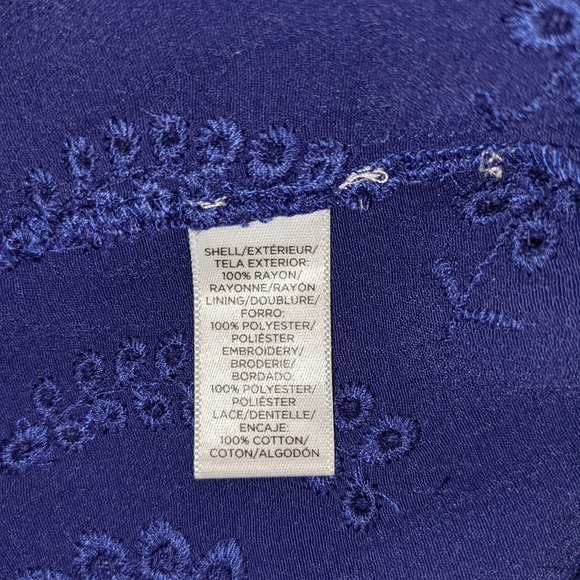 SHELL/EXTÉRIEUR/
TELA EXTERIOR:
100% RAYON/
RAYONNE/RAYÓN
LINING/DOUBLURE/
FORRO:
100% POLYESTER/
POLIÉSTER
EMBROIDERY/
BRODERIE/
BORDADO:
100% POLYESTER/
POLIÉSTER
LACE/DENTELLE/
ENCAJE:
100% COTTON/
COTON/ALGODÓN